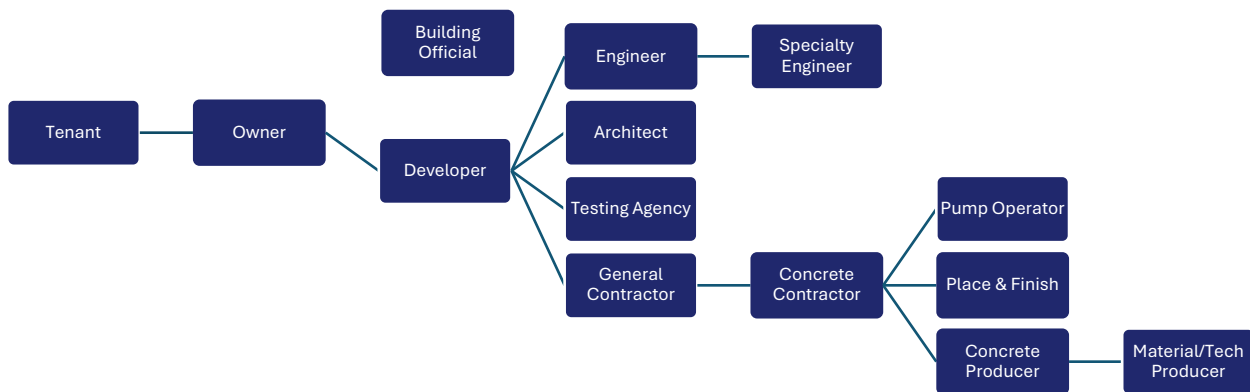 Building
Official
Engineer
Specialty
Engineer
Tenant
Owner
Architect
Developer
Testing Agency
Pump Operator
General
Contractor
Concrete
Contractor
Place & Finish
Concrete
Producer
Material/Tech
Producer